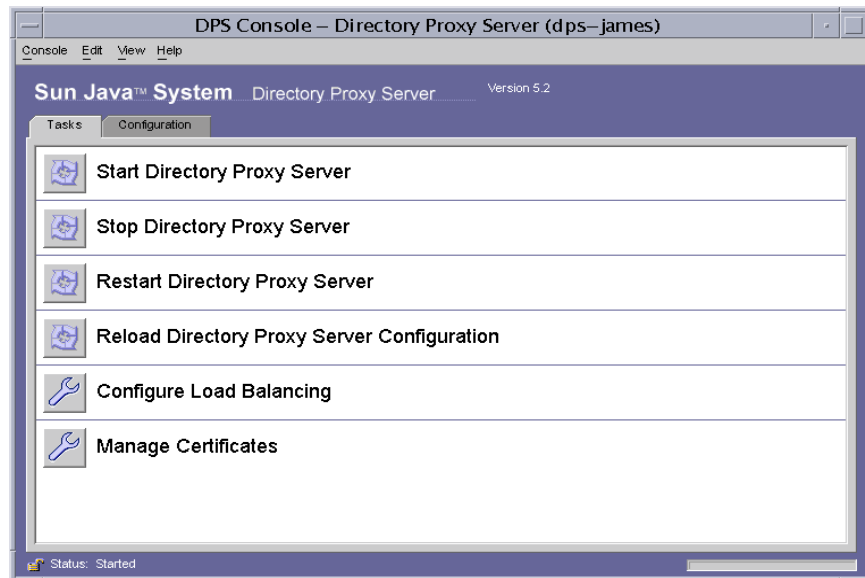 DPS Console – Directory Proxy Server (dps–james)
Console Edit View Help
Sun Java™ System Directory Proxy Server Version 5.2
Tasks Configuration
Start Directory Proxy Server
Stop Directory Proxy Server
Restart Directory Proxy Server
Reload Directory Proxy Server Configuration
Configure Load Balancing
Manage Certificates
Status: Started